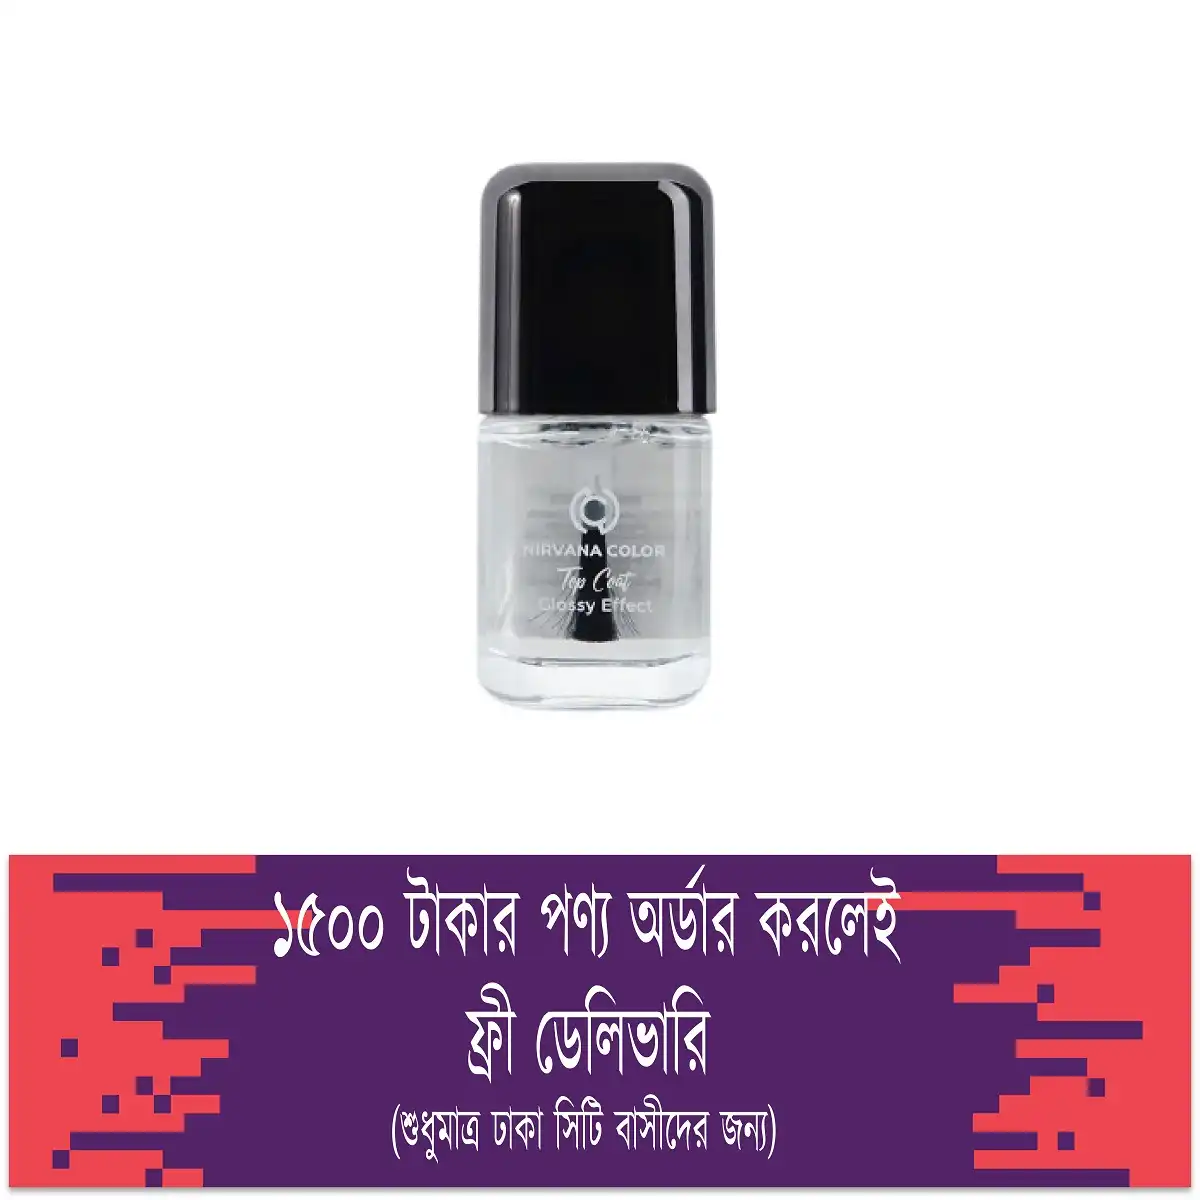 NIRVANA COLOR
Top Coat
Glossy Effect
১৫০০ টাকার পণ্য অর্ডার করলেই
ফ্রী ডেলিভারি
(শুধুমাত্র ঢাকা সিটি বাসীদের জন্য)